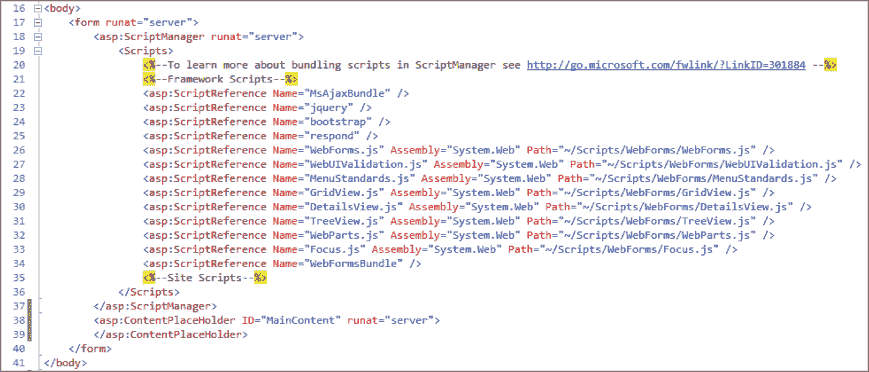 16 <body>
17 <form runat="server">
18 <asp:ScriptManager runat="server">
19 <Scripts>
20 <%--To learn more about bundling scripts in ScriptManager see http://go.microsoft.com/fwlink/?LinkID=301884 --%>
21 <%--Framework Scripts--%>
22 <asp:ScriptReference Name="MsAjaxBundle" />
23 <asp:ScriptReference Name="jquery" />
24 <asp:ScriptReference Name="bootstrap" />
25 <asp:ScriptReference Name="respond" />
26 <asp:ScriptReference Name="WebForms.js" Assembly="System.Web" Path="~/Scripts/WebForms/WebForms.js" />
27 <asp:ScriptReference Name="WebUIValidation.js" Assembly="System.Web" Path="~/Scripts/WebForms/WebUIValidation.js" />
28 <asp:ScriptReference Name="MenuStandards.js" Assembly="System.Web" Path="~/Scripts/WebForms/MenuStandards.js" />
29 <asp:ScriptReference Name="GridView.js" Assembly="System.Web" Path="~/Scripts/WebForms/GridView.js" />
30 <asp:ScriptReference Name="DetailsView.js" Assembly="System.Web" Path="~/Scripts/WebForms/DetailsView.js" />
31 <asp:ScriptReference Name="TreeView.js" Assembly="System.Web" Path="~/Scripts/WebForms/TreeView.js" />
32 <asp:ScriptReference Name="WebParts.js" Assembly="System.Web" Path="~/Scripts/WebForms/WebParts.js" />
33 <asp:ScriptReference Name="Focus.js" Assembly="System.Web" Path="~/Scripts/WebForms/Focus.js" />
34 <asp:ScriptReference Name="WebFormsBundle" />
35 <%--Site Scripts--%>
36 </Scripts>
37 </asp:ScriptManager>
38 <asp:ContentPlaceHolder ID="MainContent" runat="server">
39 </asp:ContentPlaceHolder>
40 </form>
41 </body>